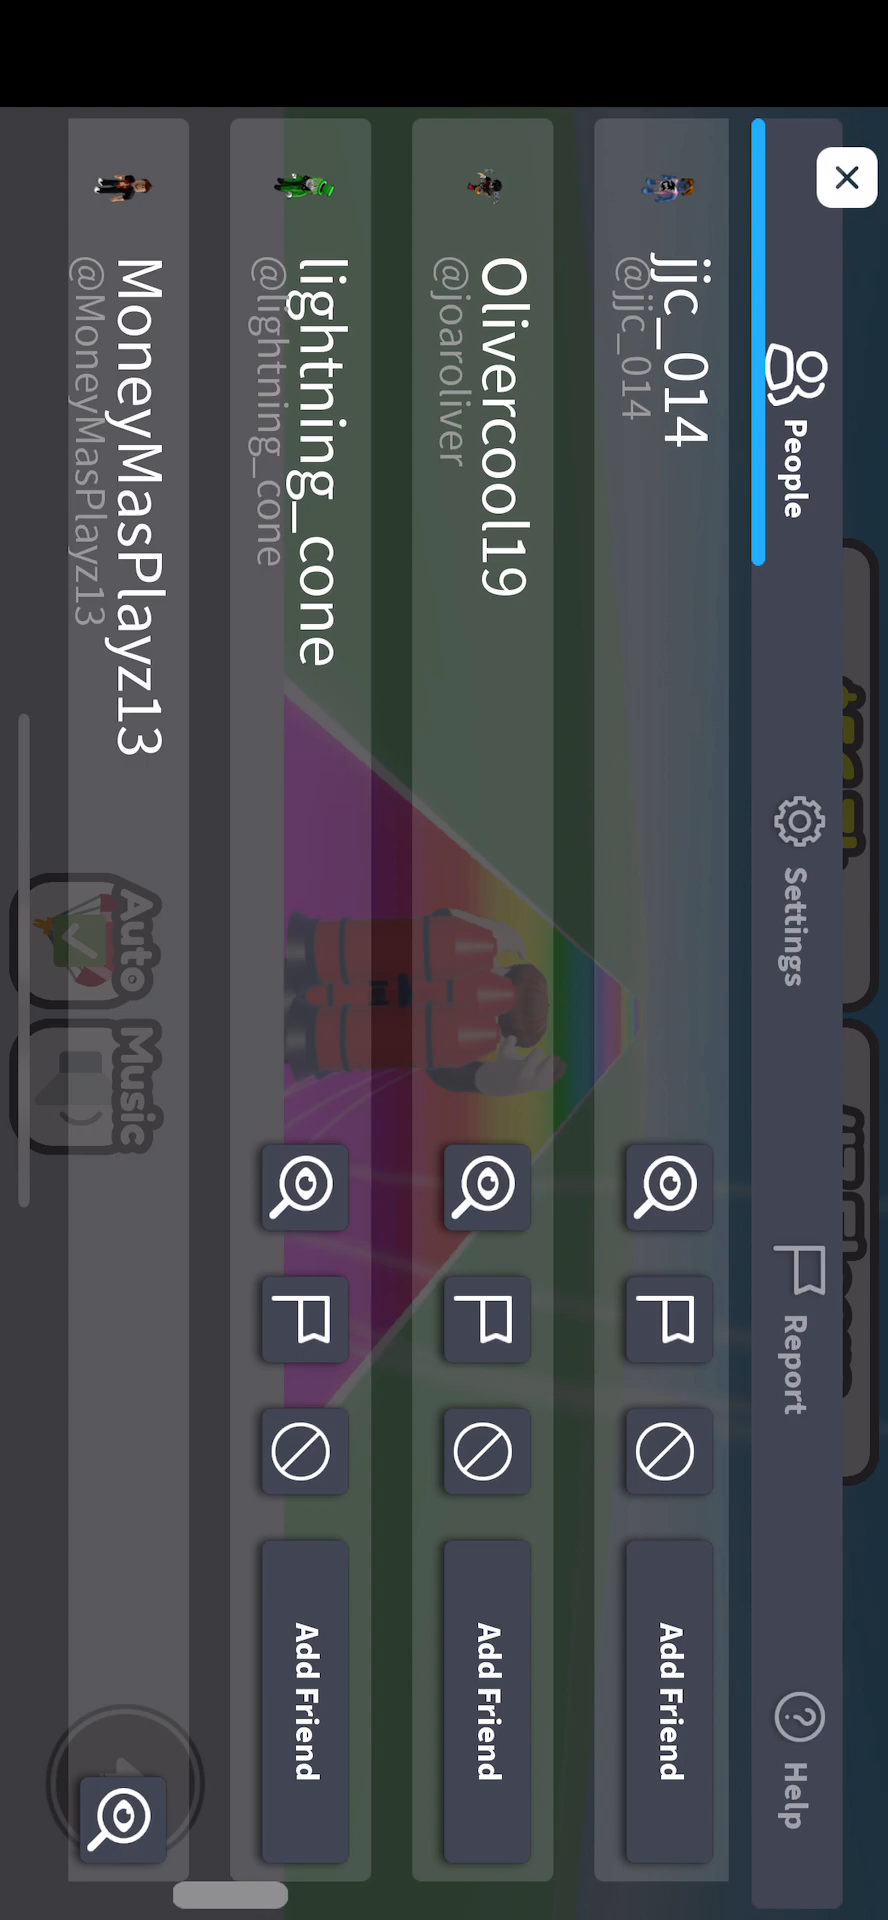 People
Settings
Report
Help
jjc_014
@jjc_014
Add Friend
Olivercool19
@joaroliver
Add Friend
lightning_cone
@lightning_cone
Add Friend
MoneyMasPlayz13
@MoneyMasPlayz13
Auto
Music